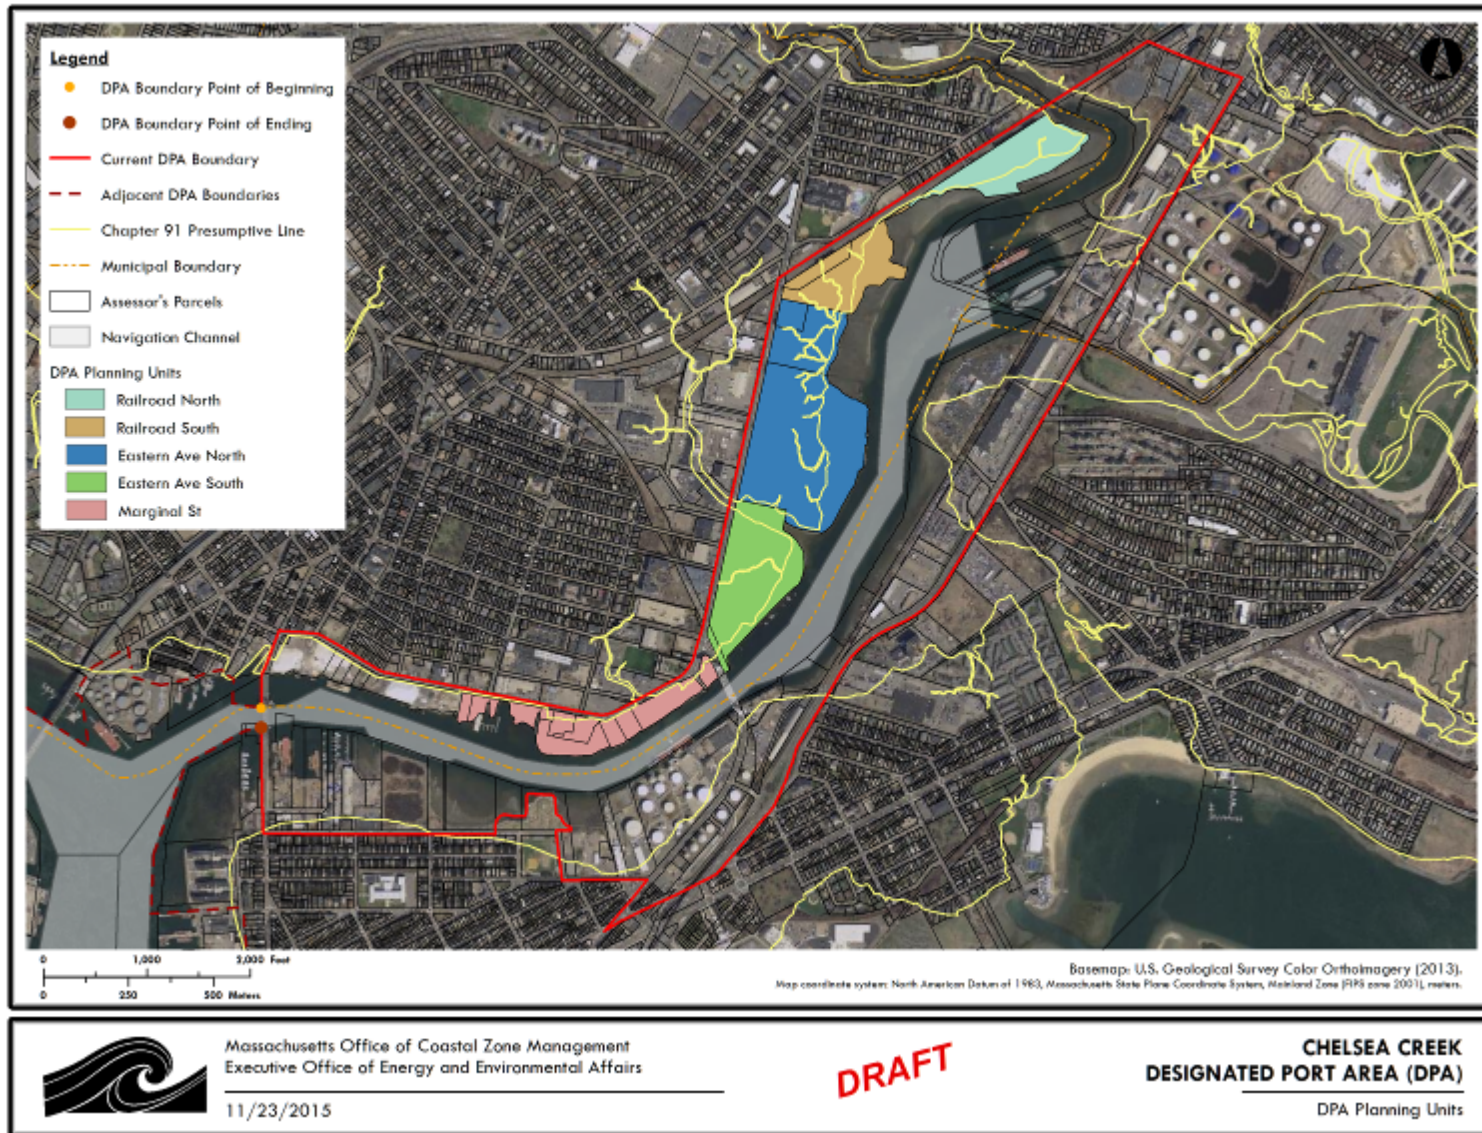 Legend
DPA Boundary Point of Beginning
DPA Boundary Point of Ending
Current DPA Boundary
Adjacent DPA Boundaries
Chapter 91 Presumptive Line
Municipal Boundary
Assessor's Parcels
Navigation Channel
DPA Planning Units
Railroad North
Railroad South
Eastern Ave North
Eastern Ave South
Marginal St
0 1,000 2,000 Feet
0 250 500 Meters
Basemap: U.S. Geological Survey Color Orthoimagery (2013).
Map coordinate system: North American Datum of 1983, Massachusetts State Plane Coordinate System, Mainland Zone (FIPS zone 2001), meters.
Massachusetts Office of Coastal Zone Management
Executive Office of Energy and Environmental Affairs
11/23/2015
DRAFT
CHELSEA CREEK
DESIGNATED PORT AREA (DPA)
DPA Planning Units